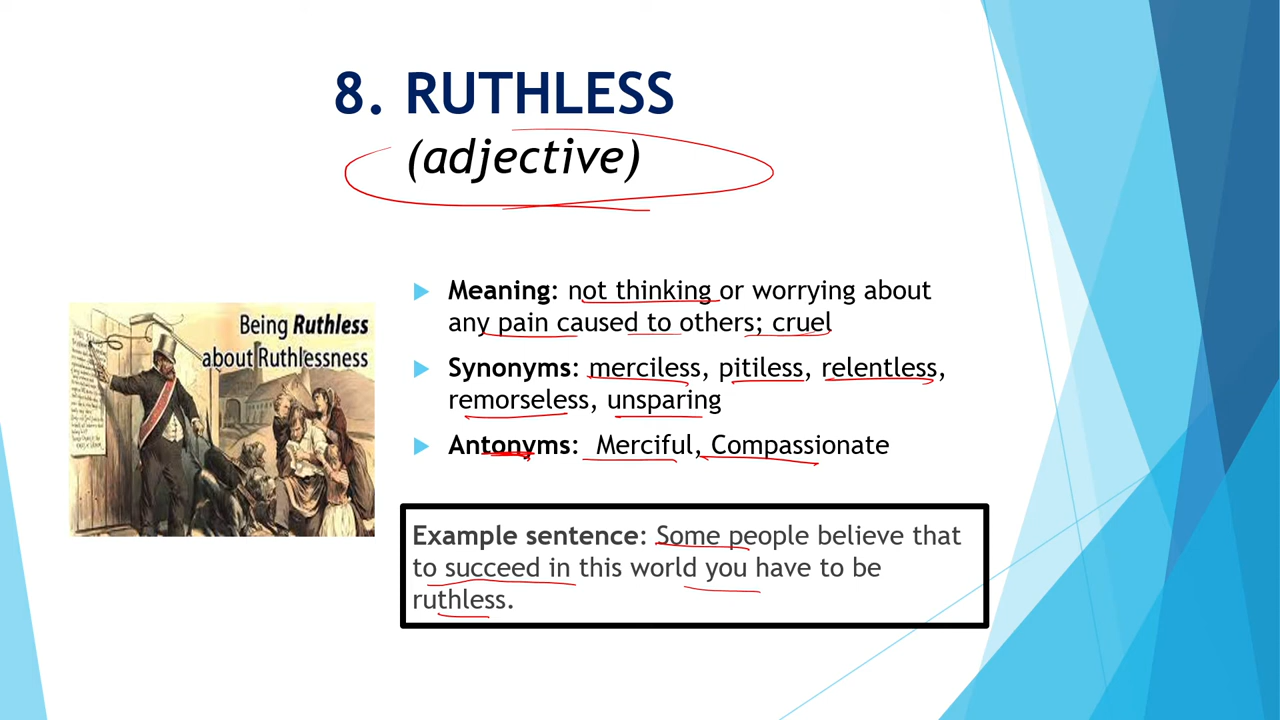 8. RUTHLESS
(adjective)
Meaning: not thinking or worrying about
any pain caused to others; cruel
Synonyms: merciless, pitiless, relentless,
remorseless, unsparing
Antonyms: Merciful, Compassionate
Being Ruthless
about Ruthlessness
Example sentence: Some people believe that
to succeed in this world you have to be
ruthless.